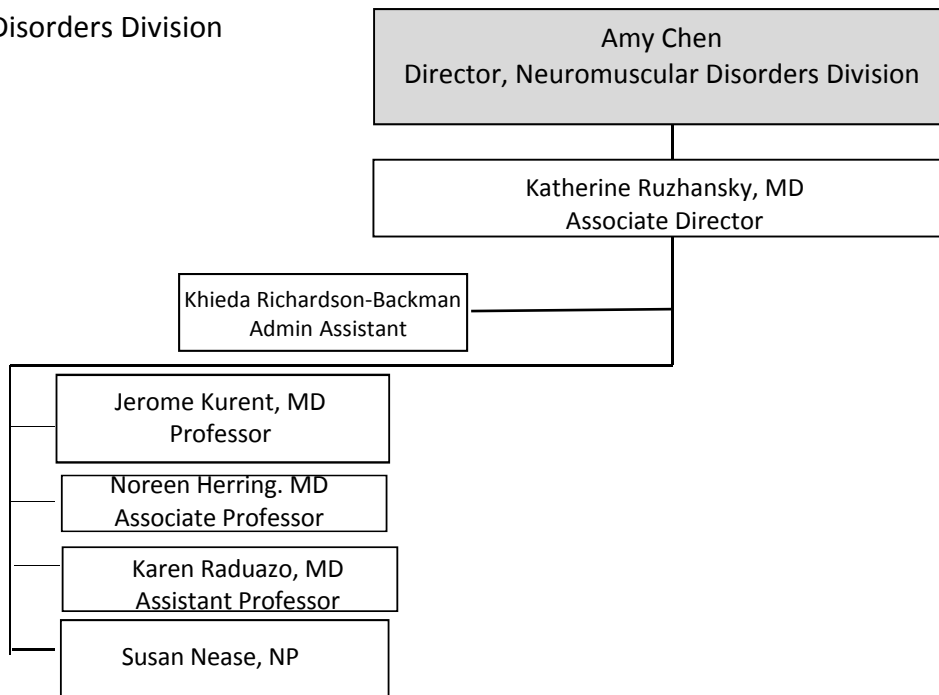 Disorders Division
Amy Chen
Director, Neuromuscular Disorders Division
Katherine Ruzhansky, MD
Associate Director
Khieda Richardson-Backman
Admin Assistant
Jerome Kurent, MD
Professor
Noreen Herring. MD
Associate Professor
Karen Raduazo, MD
Assistant Professor
Susan Nease, NP